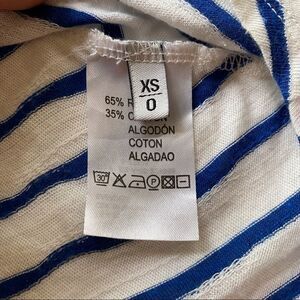 XS
0
65%
35%
ALGODÓN
COTON
ALGADAO
30°
P